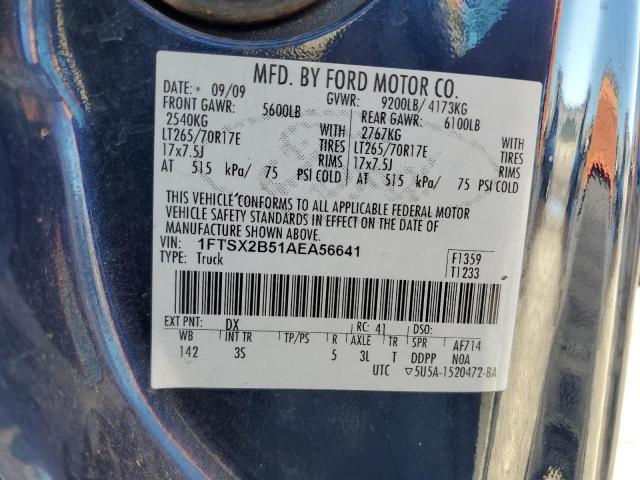 MFD. BY FORD MOTOR CO.
DATE: 09/09 GVWR: 9200LB/ 4173KG
FRONT GAWR: 5600LB REAR GAWR: 6100LB
2540KG WITH 2767KG WITH
LT265/70R17E TIRES LT265/70R17E TIRES
17x7.5J RIMS 17x7.5J RIMS
AT 515 kPa/ 75 PSI COLD AT 515 kPa/ 75 PSI COLD
THIS VEHICLE CONFORMS TO ALL APPLICABLE FEDERAL MOTOR
VEHICLE SAFETY STANDARDS IN EFFECT ON THE DATE OF
MANUFACTURE SHOWN ABOVE.
VIN: 1FTSX2B51AEA56641 F1359
TYPE: Truck T1233
EXT PNT: DX RC: 41 DSO:
WB INT TR TP/PS R AXLE TR SPR AF714
142 3S 5 3L T DDPP NOA
UTC ▽5U5A-1520472-BA